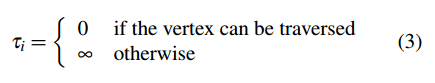 τᵢ = { 0 if the vertex can be traversed
∞ otherwise (3)